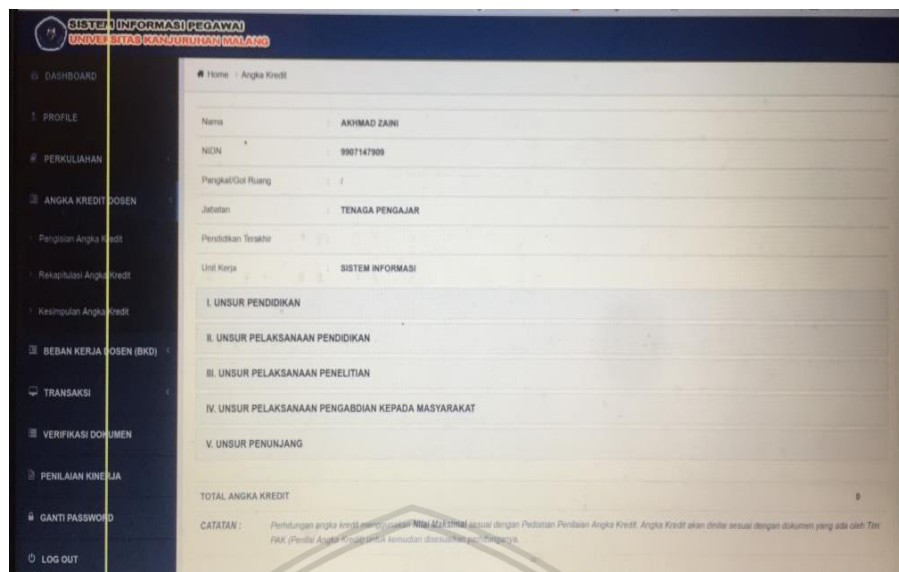 SISTEM INFORMASI PEGAWAI
UNIVERSITAS KANJURUHAN MALANG
DASHBOARD
PROFILE
PERKULIAHAN
ANGKA KREDIT DOSEN
Pengisian Angka Kredit
Rekapitulasi Angka Kredit
Kesimpulan Angka Kredit
BEBAN KERJA DOSEN (BKD)
TRANSAKSI
VERIFIKASI DOKUMEN
PENILAIAN KINERJA
GANTI PASSWORD
LOG OUT
Home > Angka Kredit
Nama : AKHMAD ZAINI
NIDN : 9907147909
Pangkat/Gol Ruang : /
Jabatan : TENAGA PENGAJAR
Pendidikan Terakhir :
Unit Kerja : SISTEM INFORMASI
I. UNSUR PENDIDIKAN
II. UNSUR PELAKSANAAN PENDIDIKAN
III. UNSUR PELAKSANAAN PENELITIAN
IV. UNSUR PELAKSANAAN PENGABDIAN KEPADA MASYARAKAT
V. UNSUR PENUNJANG
TOTAL ANGKA KREDIT 0
CATATAN : Perhitungan angka kredit menggunakan Nilai Maksimal sesuai dengan Pedoman Penilaian Angka Kredit. Angka Kredit akan dinilai sesuai dengan dokumen yang ada oleh Tim
PAK (Penilai Angka Kredit) untuk kemudian disesuaikan